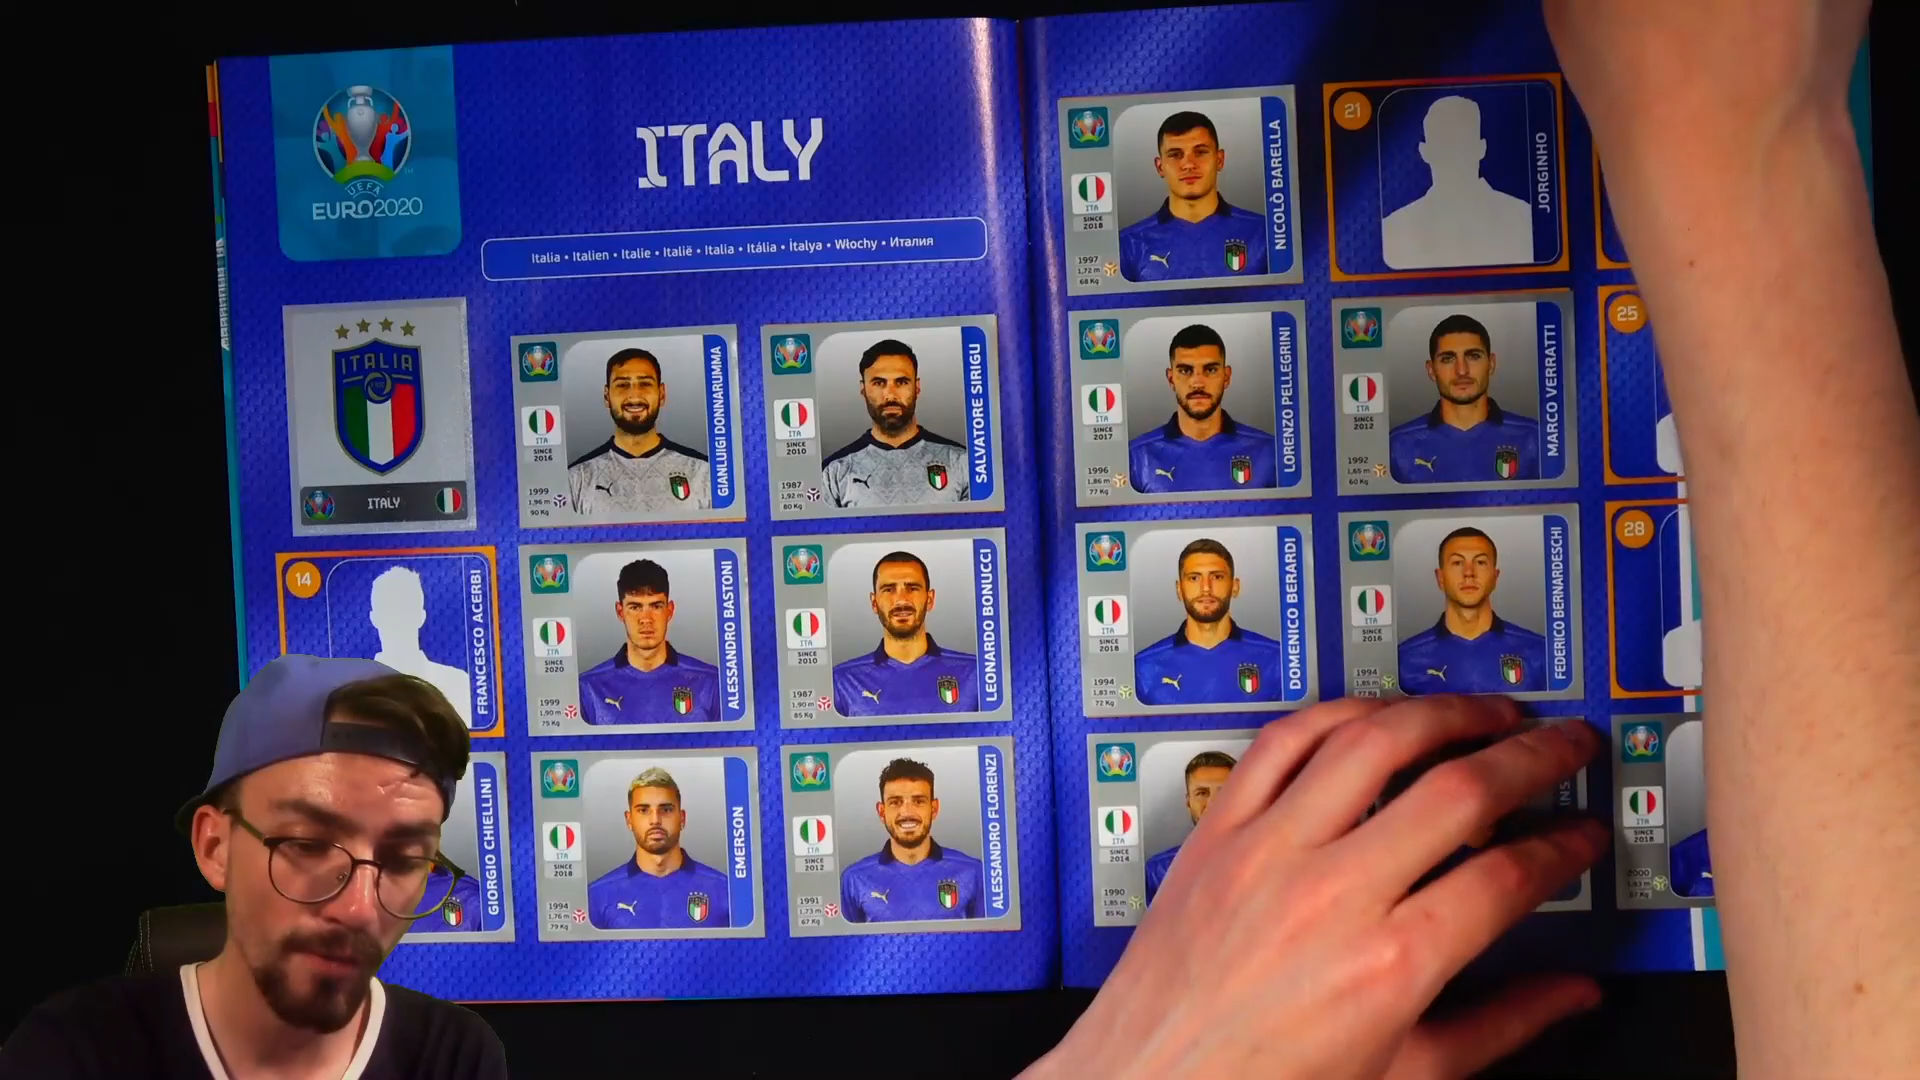 UEFA
EURO2020
ITALY
Italia • Italien • Italie • Italië • Italia • Itália • İtalya • Włochy • Италия
ITALIA
ITALY
ITA
SINCE
2016
1999
1,96 m
90 Kg
GIANLUIGI DONNARUMMA
ITA
SINCE
2010
1987
1,92 m
80 Kg
SALVATORE SIRIGU
14
FRANCESCO ACERBI
ITA
SINCE
2020
1999
1,90 m
75 Kg
ALESSANDRO BASTONI
ITA
SINCE
2010
1987
1,90 m
85 Kg
LEONARDO BONUCCI
GIORGIO CHIELLINI
ITA
SINCE
2018
1994
1,76 m
79 Kg
EMERSON
ITA
SINCE
2012
1991
1,73 m
67 Kg
ALESSANDRO FLORENZI
ITA
SINCE
2018
1997
1,72 m
68 Kg
NICOLÒ BARELLA
21
JORGINHO
ITA
SINCE
2017
1996
1,86 m
77 Kg
LORENZO PELLEGRINI
ITA
SINCE
2012
1992
1,65 m
60 Kg
MARCO VERRATTI
25
ITA
SINCE
2018
1994
1,83 m
72 Kg
DOMENICO BERARDI
ITA
SINCE
2016
1994
1,85 m
77 Kg
FEDERICO BERNARDESCHI
28
ITA
SINCE
2014
1990
1,85 m
85 Kg
ITA
SINCE
2018
2000